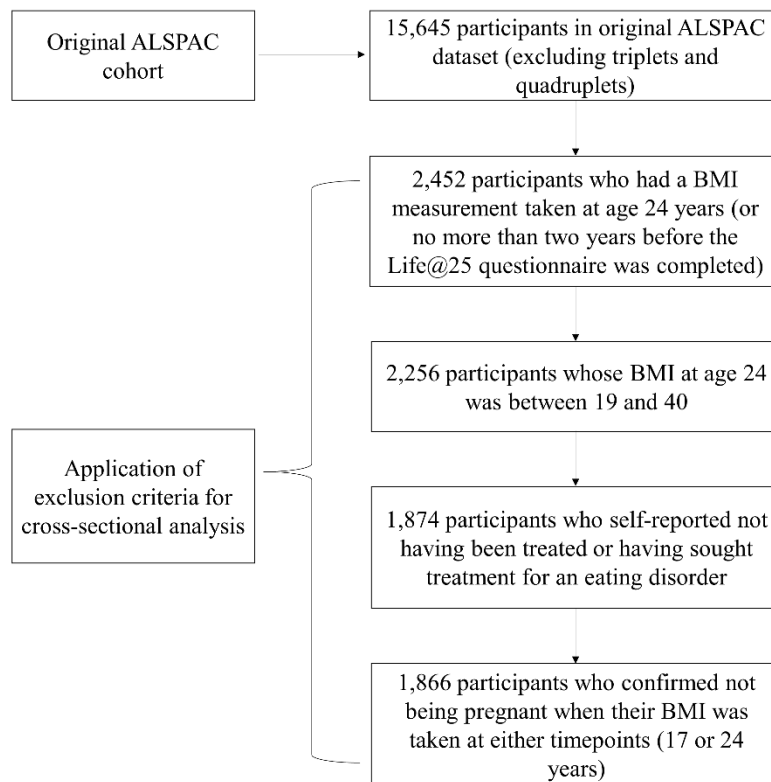 Original ALSPAC
cohort
15,645 participants in original ALSPAC
dataset (excluding triplets and
quadruplets)
2,452 participants who had a BMI
measurement taken at age 24 years (or
no more than two years before the
Life@25 questionnaire was completed)
2,256 participants whose BMI at age 24
was between 19 and 40
Application of
exclusion criteria for
cross-sectional analysis
1,874 participants who self-reported not
having been treated or having sought
treatment for an eating disorder
1,866 participants who confirmed not
being pregnant when their BMI was
taken at either timepoints (17 or 24
years)